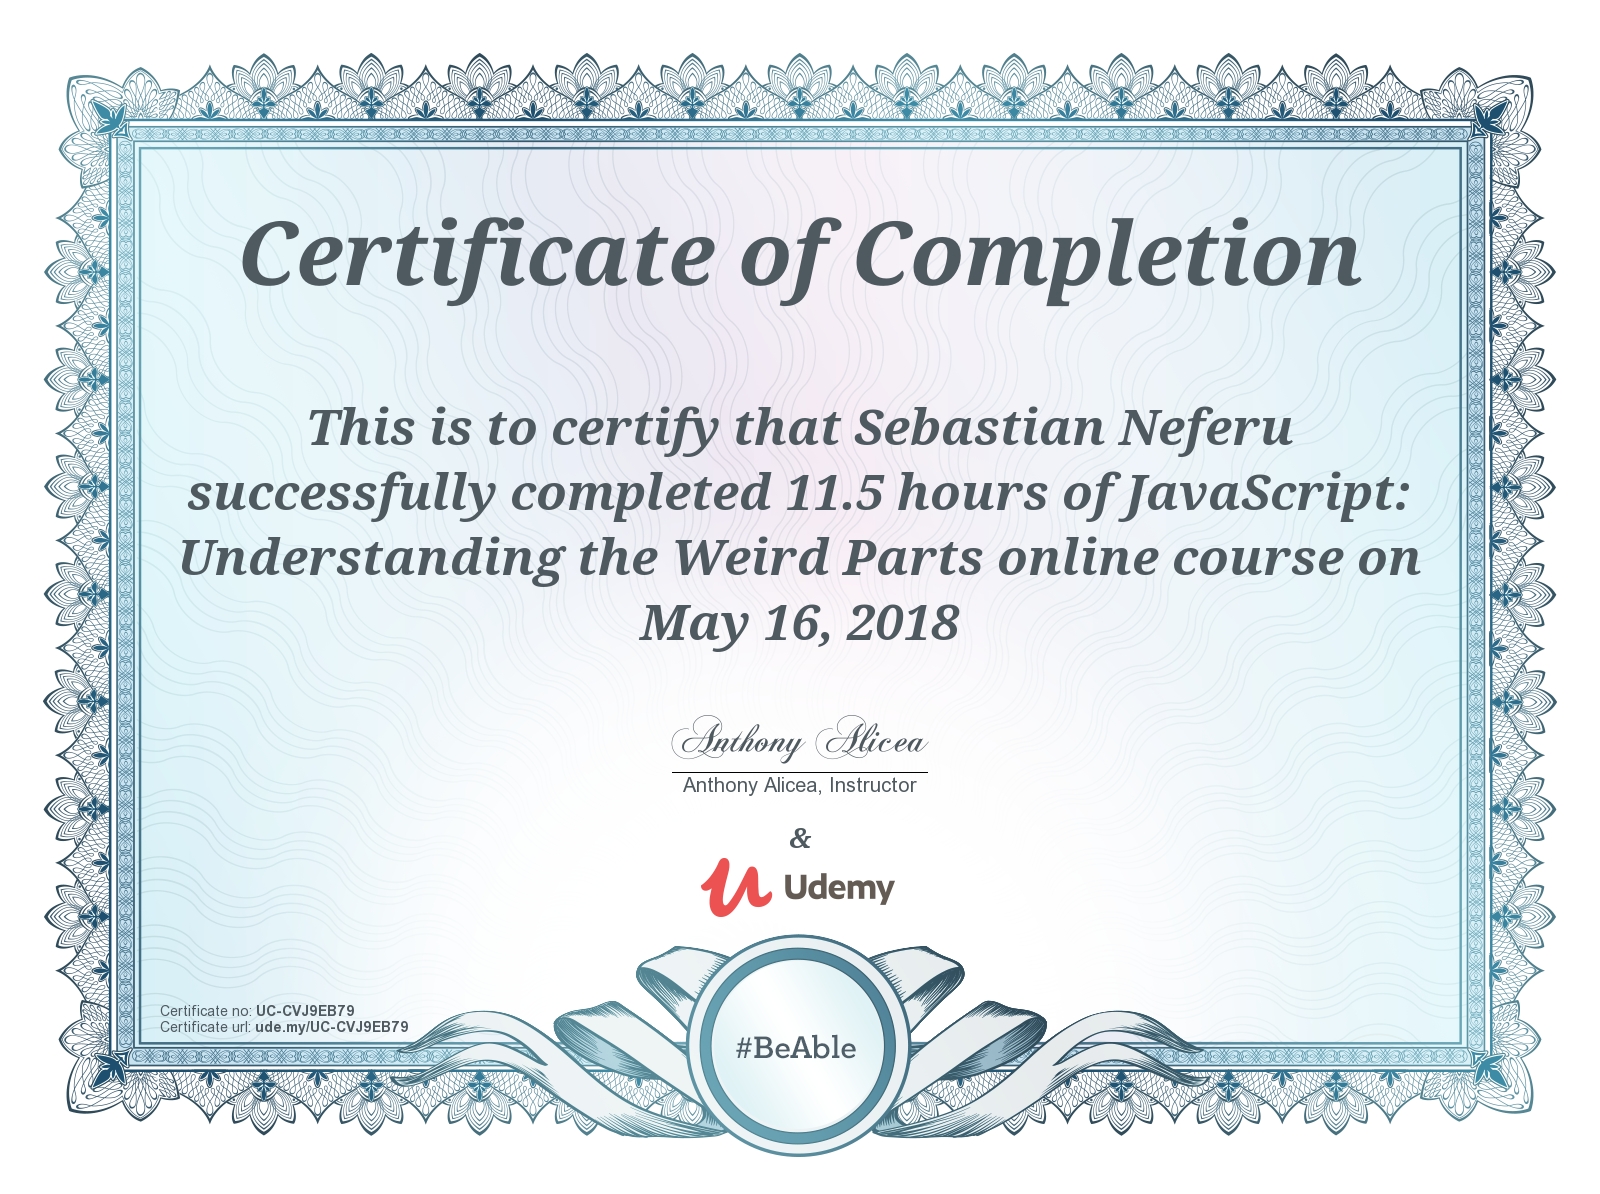 Certificate of Completion
This is to certify that Sebastian Neferu
successfully completed 11.5 hours of JavaScript:
Understanding the Weird Parts online course on
May 16, 2018
Anthony Alicea
Anthony Alicea, Instructor
&
Udemy
Certificate no: UC-CVJ9EB79
Certificate url: ude.my/UC-CVJ9EB79
#BeAble